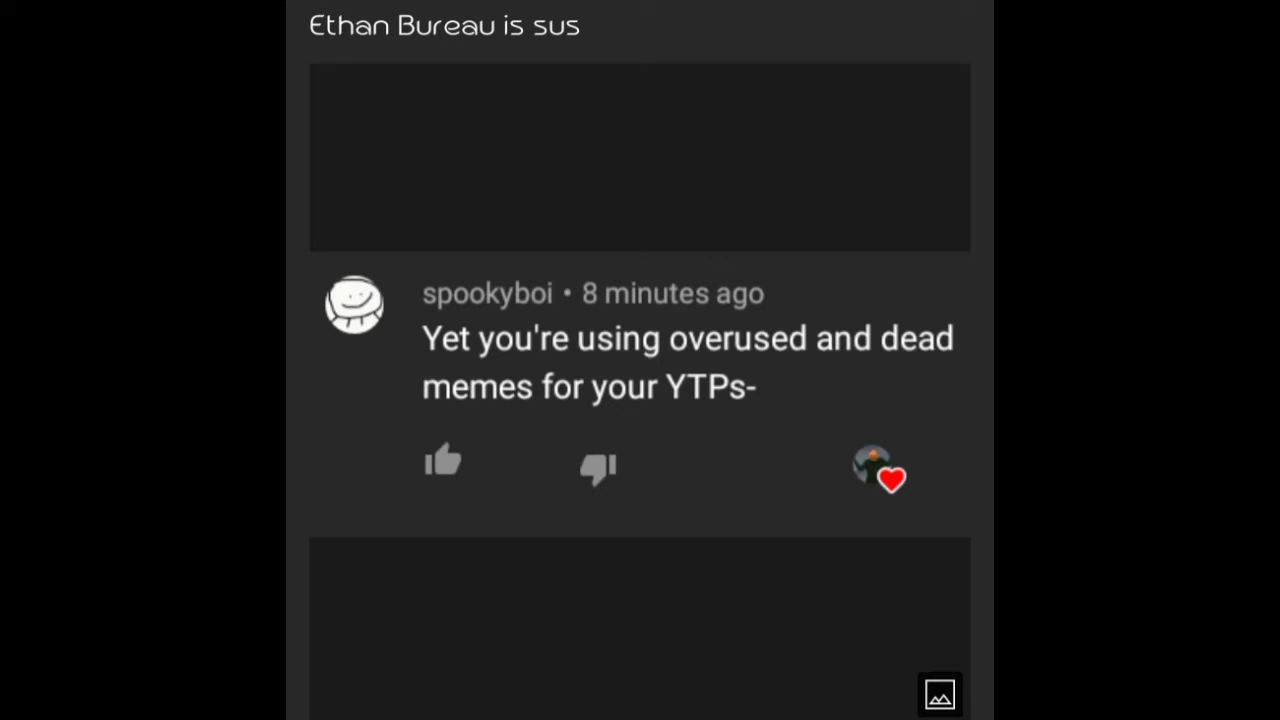 Ethan Bureau is sus
spookyboi • 8 minutes ago
Yet you're using overused and dead
memes for your YTPs-